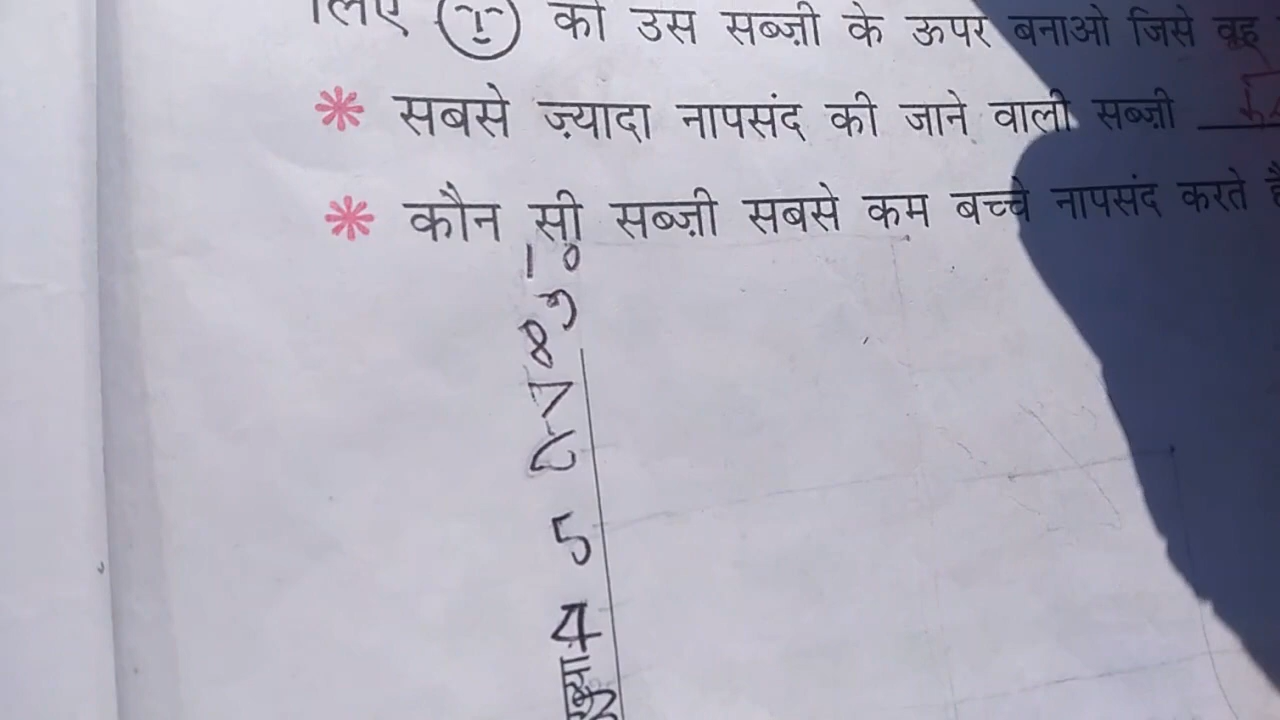 लिए को उस सब्ज़ी के ऊपर बनाओ जिसे वह
* सबसे ज़्यादा नापसंद की जाने वाली सब्ज़ी
* कौन सी सब्ज़ी सबसे कम बच्चे नापसंद करते है
10
9
8
7
5
4